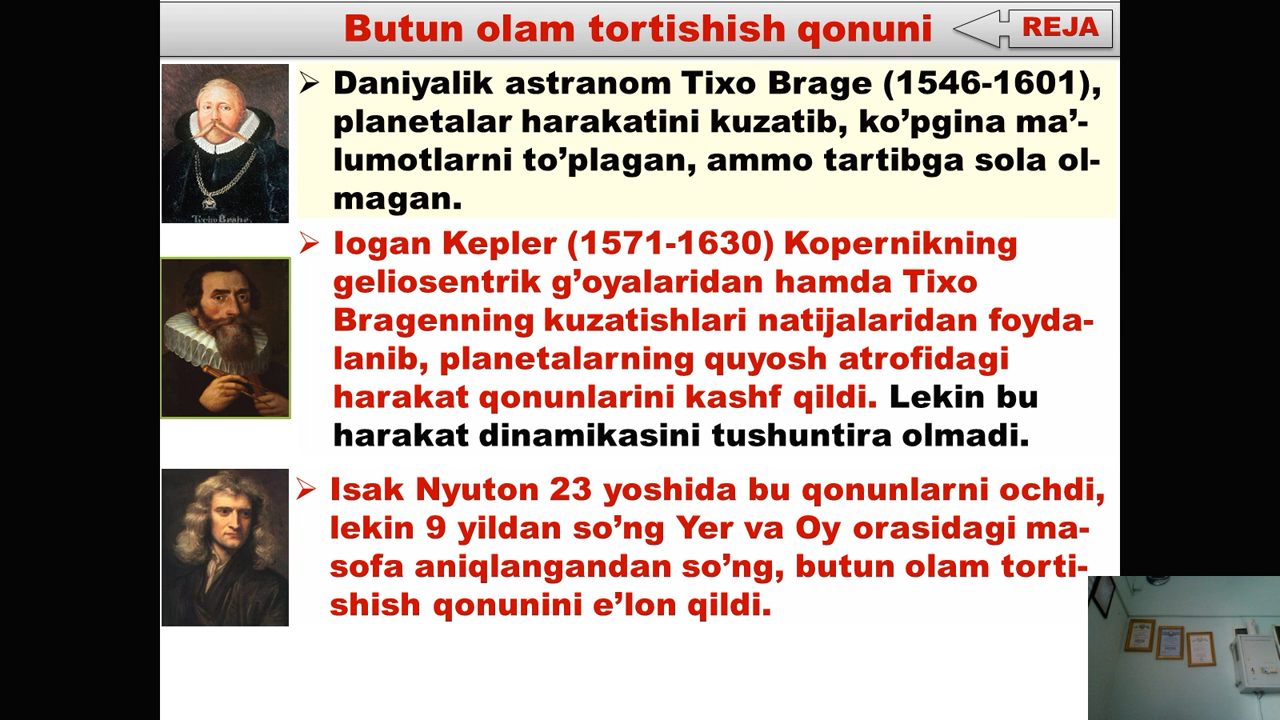 Butun olam tortishish qonuni
REJA
Daniyalik astranom Tixo Brage (1546-1601),
planetalar harakatini kuzatib, ko’pgina ma’-
lumotlarni to’plagan, ammo tartibga sola ol-
magan.
Tycho Brahe.
Iogan Kepler (1571-1630) Kopernikning
geliosentrik g’oyalaridan hamda Tixo
Bragenning kuzatishlari natijalaridan foyda-
lanib, planetalarning quyosh atrofidagi
harakat qonunlarini kashf qildi. Lekin bu
harakat dinamikasini tushuntira olmadi.
Isak Nyuton 23 yoshida bu qonunlarni ochdi,
lekin 9 yildan so’ng Yer va Oy orasidagi ma-
sofa aniqlangandan so’ng, butun olam torti-
shish qonunini e’lon qildi.